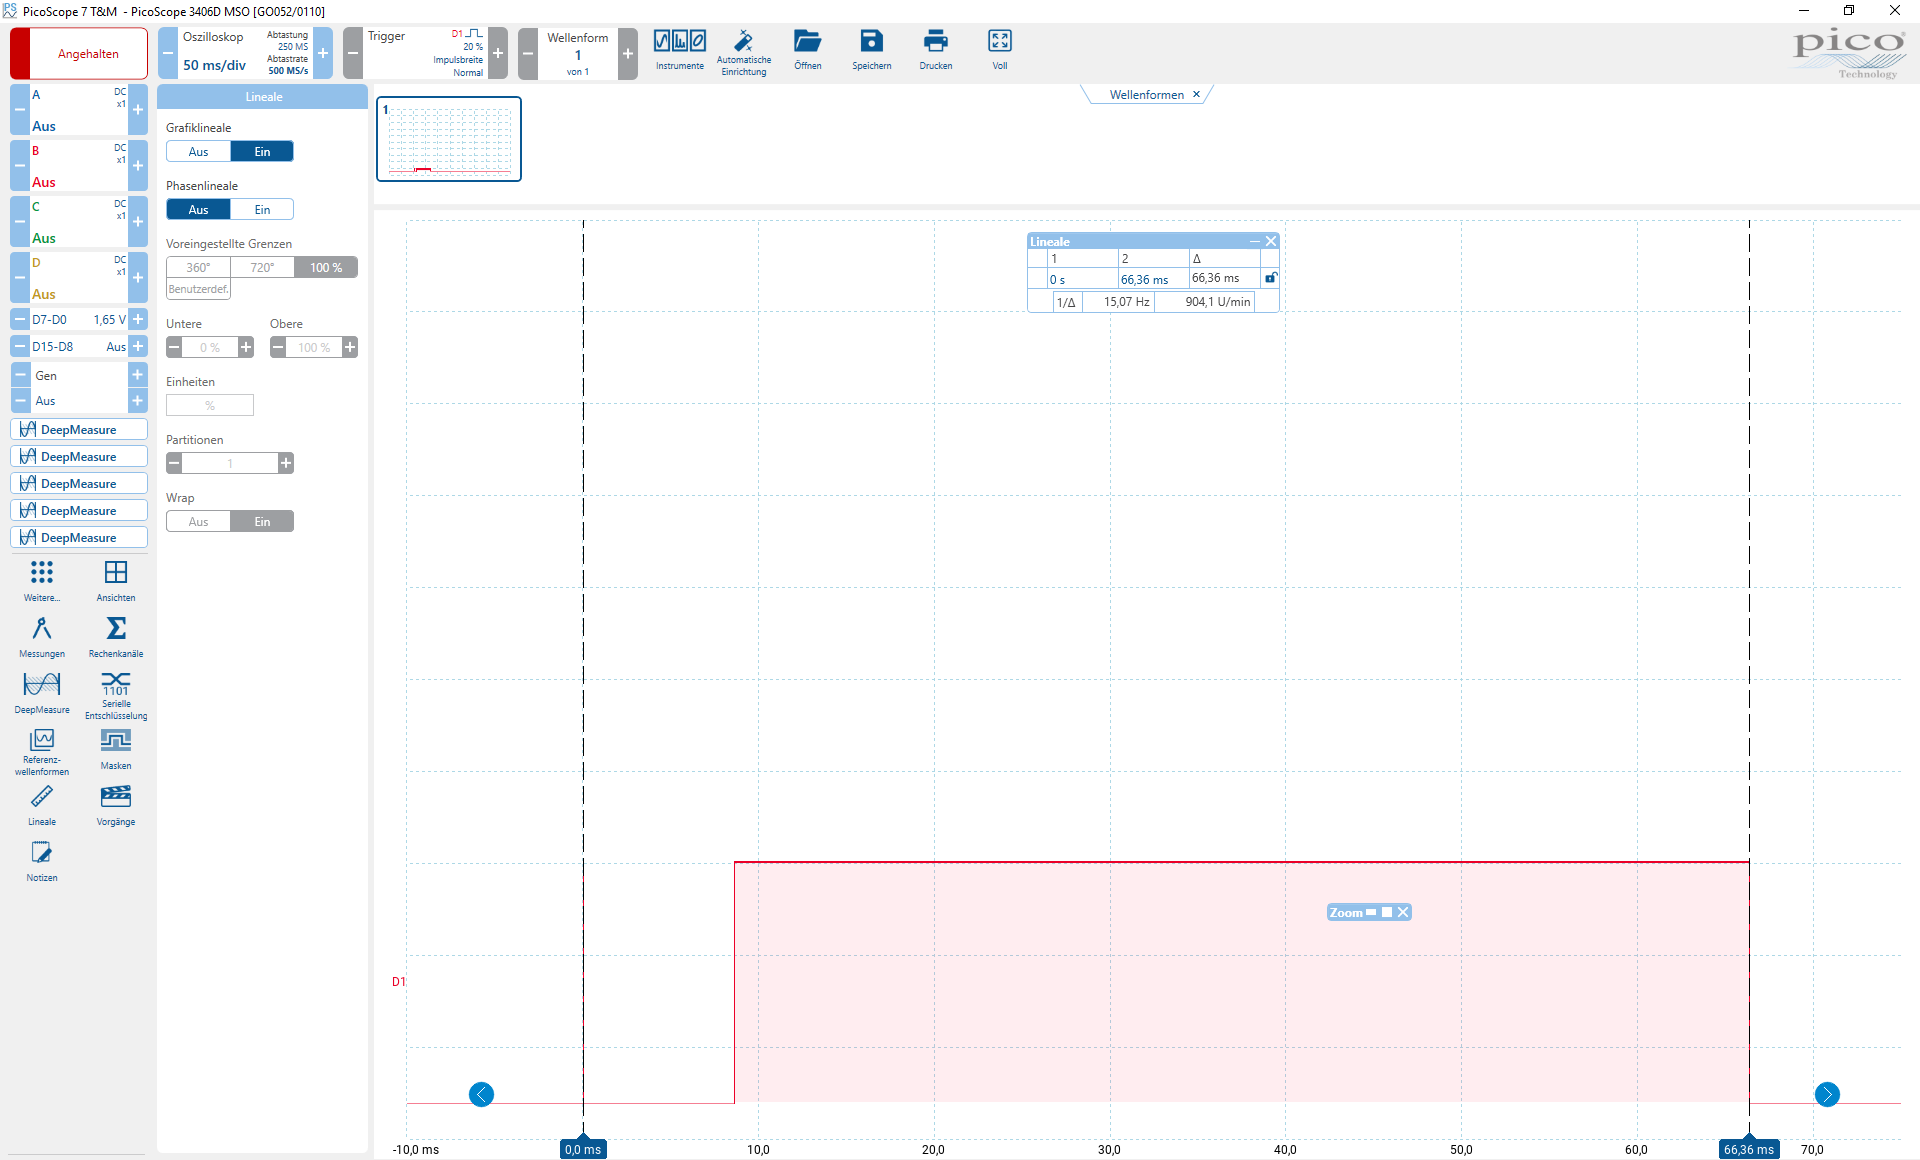 PicoScope 7 T&M - PicoScope 3406D MSO [GO052/0110]
Angehalten
Oszilloskop
50 ms/div
Abtastung
250 MS
Abtastrate
500 MS/s
Trigger
D1
20 %
Impulsbreite
Normal
Wellenform
1
von 1
Instrumente
Automatische
Einrichtung
Öffnen
Speichern
Drucken
Voll
pico
Technology
A
DC
x1
Aus
B
DC
x1
Aus
C
DC
x1
Aus
D
DC
x1
Aus
D7-D0 1,65 V
D15-D8 Aus
Gen
Aus
DeepMeasure
DeepMeasure
DeepMeasure
DeepMeasure
DeepMeasure
Weitere...
Ansichten
Messungen
Rechenkanäle
DeepMeasure
1101
Serielle
Entschlüsselung
Referenz-
wellenformen
Masken
Lineale
Vorgänge
Notizen
Lineale
Grafiklineale
Aus Ein
Phasenlineale
Aus Ein
Voreingestellte Grenzen
360° 720° 100 %
Benutzerdef.
Untere Obere
0 % 100 %
Einheiten
%
Partitionen
1
Wrap
Aus Ein
1
Wellenformen
Lineale
1 2 Δ
0 s 66,36 ms 66,36 ms
1/Δ 15,07 Hz 904,1 U/min
Zoom
D1
-10,0 ms 0,0 ms 10,0 20,0 30,0 40,0 50,0 60,0 66,36 ms 70,0